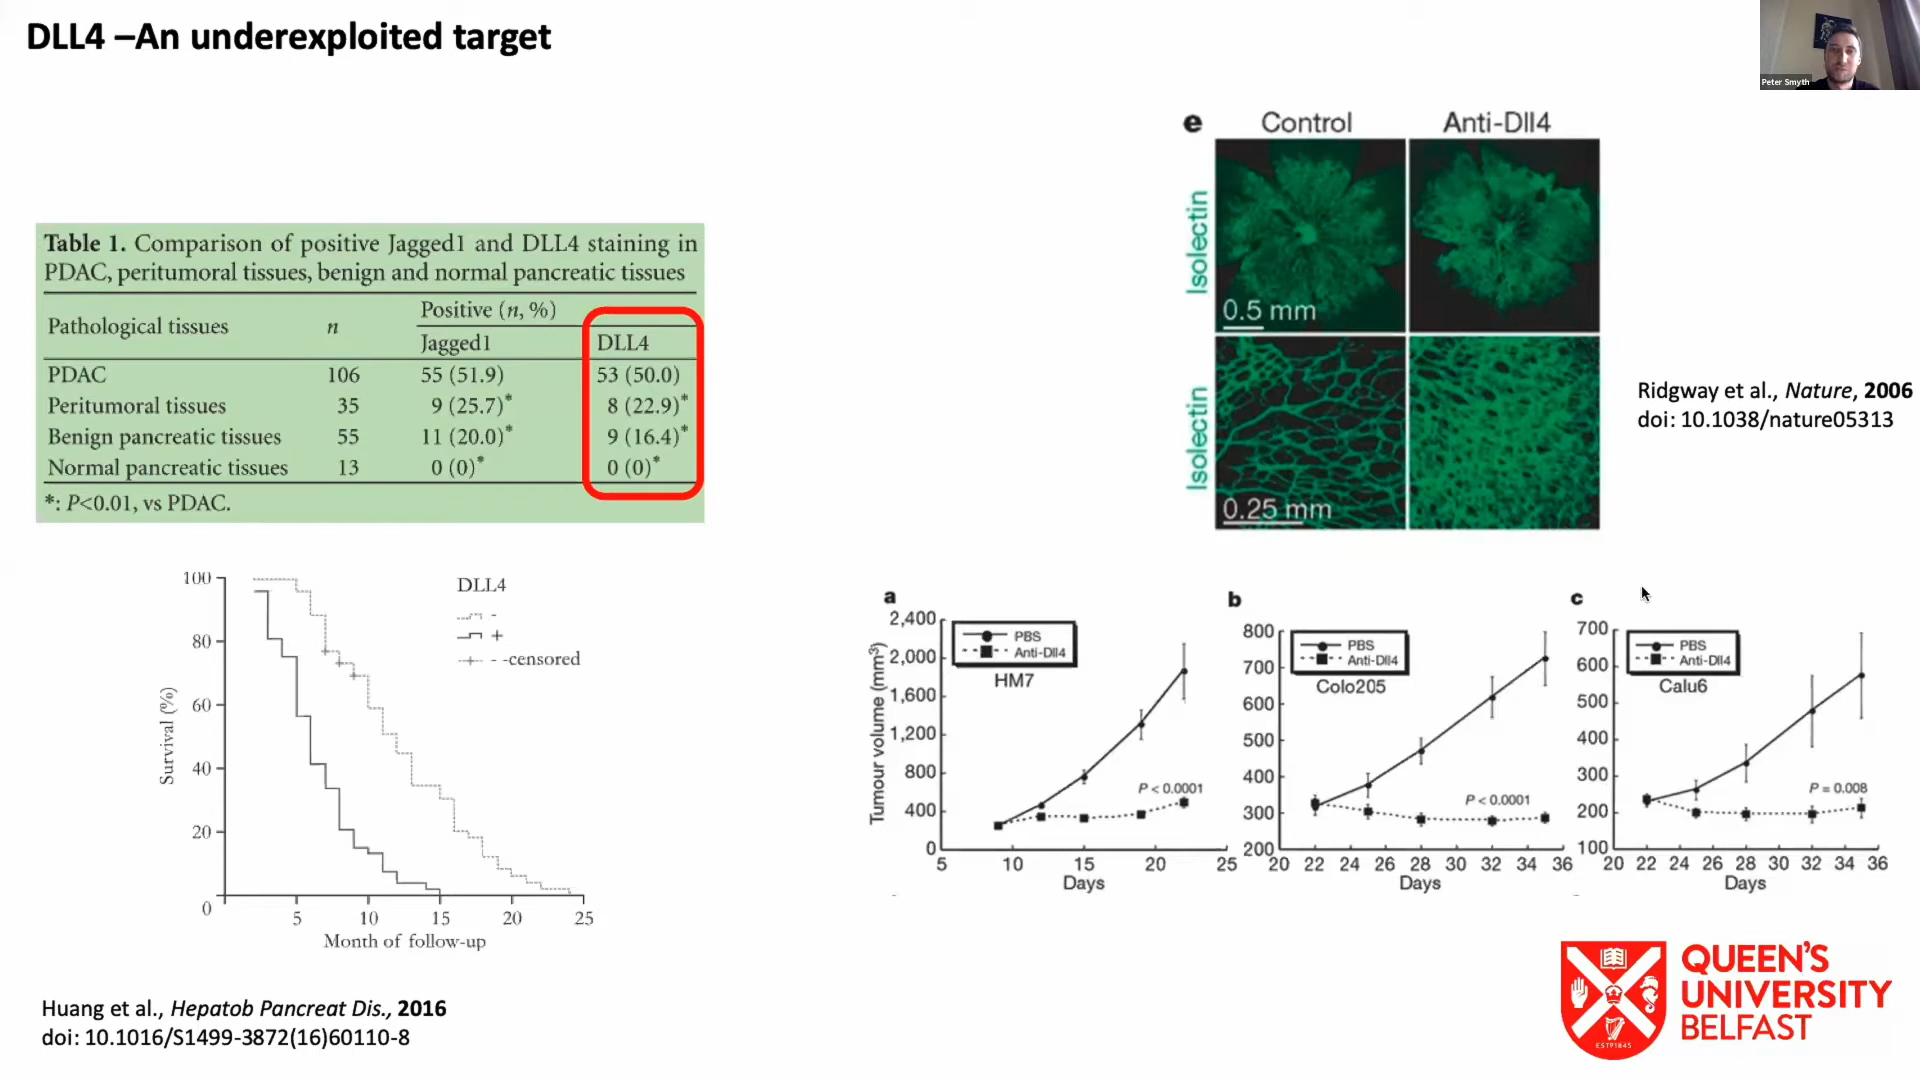 DLL4 –An underexploited target
Peter Smyth
Table 1. Comparison of positive Jagged1 and DLL4 staining in
PDAC, peritumoral tissues, benign and normal pancreatic tissues
Pathological tissues n Positive (n, %)
Jagged1 DLL4
PDAC 106 55 (51.9) 53 (50.0)
Peritumoral tissues 35 9 (25.7)* 8 (22.9)*
Benign pancreatic tissues 55 11 (20.0)* 9 (16.4)*
Normal pancreatic tissues 13 0 (0)* 0 (0)*
*: P<0.01, vs PDAC.
DLL4
-
+
- -censored
Survival (%)
100
80
60
40
20
0
5 10 15 20 25
Month of follow-up
Huang et al., Hepatob Pancreat Dis., 2016
doi: 10.1016/S1499-3872(16)60110-8
e Control Anti-Dll4
Isolectin
0.5 mm
Isolectin
0.25 mm
Ridgway et al., Nature, 2006
doi: 10.1038/nature05313
a
Tumour volume (mm³)
2,400
2,000
1,600
1,200
800
400
0
PBS
Anti-Dll4
HM7
P < 0.0001
5 10 15 20 25
Days
b
800
700
600
500
400
300
200
PBS
Anti-Dll4
Colo205
P < 0.0001
20 22 24 26 28 30 32 34 36
Days
c
700
600
500
400
300
200
100
PBS
Anti-Dll4
Calu6
P = 0.008
20 22 24 26 28 30 32 34 36
Days
QUEEN'S
UNIVERSITY
BELFAST
ESTD1845